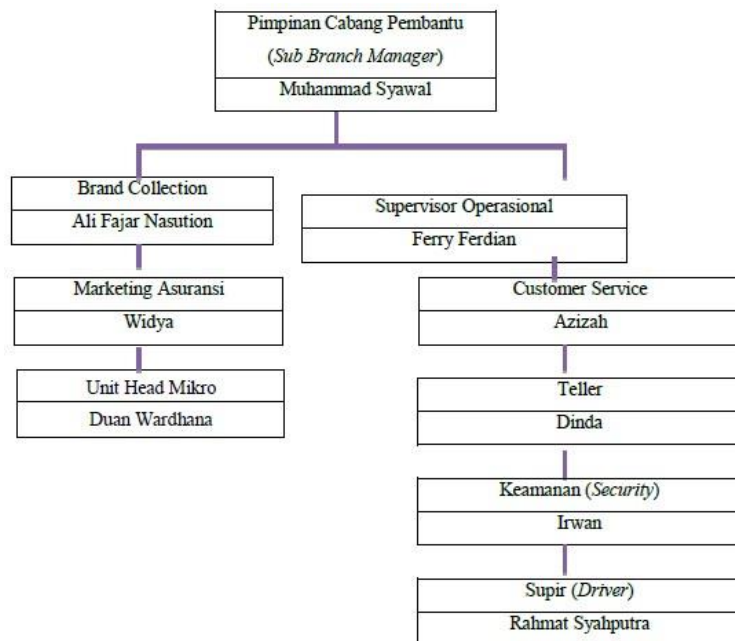 Pimpinan Cabang Pembantu
(Sub Branch Manager)
Muhammad Syawal
Brand Collection
Ali Fajar Nasution
Marketing Asuransi
Widya
Unit Head Mikro
Duan Wardhana
Supervisor Operasional
Ferry Ferdian
Customer Service
Azizah
Teller
Dinda
Keamanan (Security)
Irwan
Supir (Driver)
Rahmat Syahputra